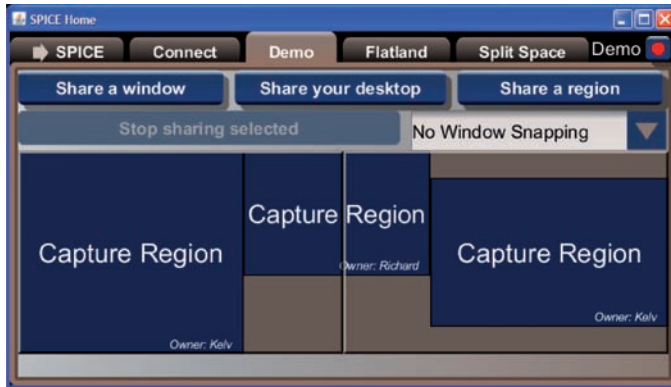 SPICE Home
SPICE Connect Demo Flatland Split Space Demo
Share a window Share your desktop Share a region
Stop sharing selected No Window Snapping
Capture Region
Owner: Kelv
Capture Region
Owner: Richard
Capture Region
Owner: Kelv